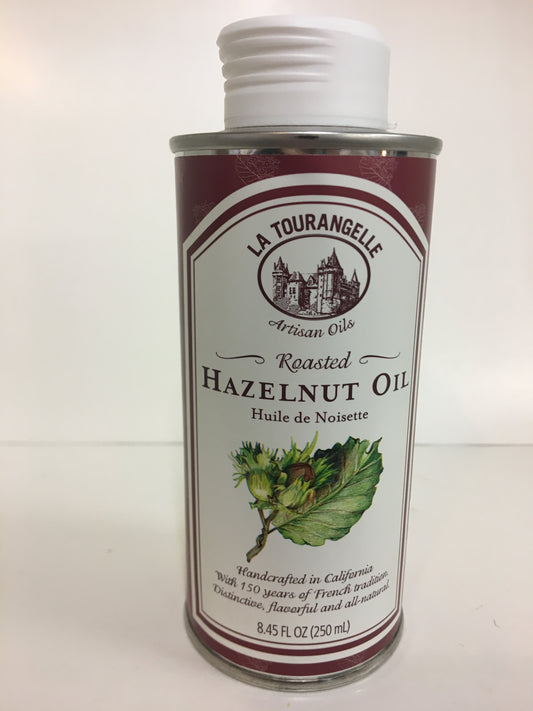 LA TOURANGELLE
Artisan Oils
Roasted
HAZELNUT OIL
Huile de Noisette
Handcrafted in California
With 150 years of French tradition.
Distinctive, flavorful and all-natural.
8.45 FL OZ (250 mL)